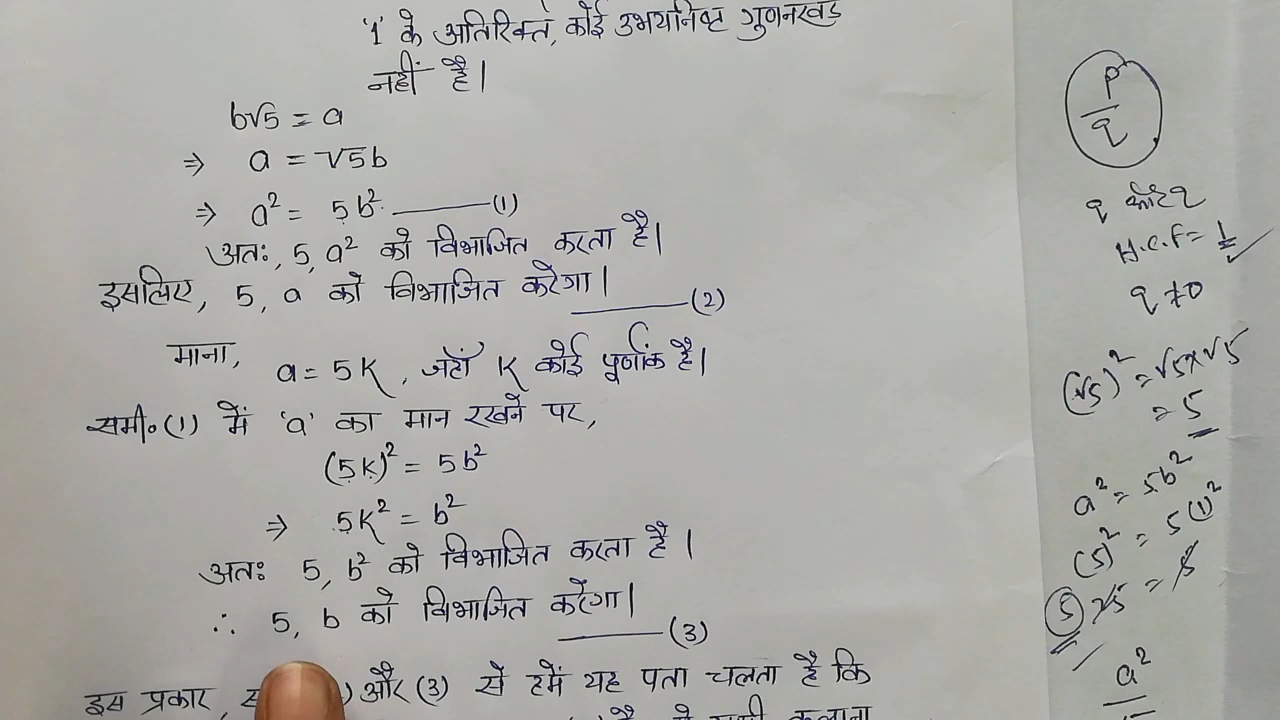 '1' के अतिरिक्त, कोई उभयनिष्ट गुणनखंड
नहीं है।
b√5 = a
⇒ a = √5b
⇒ a² = 5b² ——(1)
अतः, 5, a² को विभाजित करता है।
इसलिए, 5, a को विभाजित करेगा। ——(2)
माना, a = 5K, जहाँ K कोई पूर्णांक है।
समी॰(1) में 'a' का मान रखने पर,
(5K)² = 5b²
⇒ 5K² = b²
अतः 5, b² को विभाजित करता है।
∴ 5, b को विभाजित करेगा। ——(3)
इस प्रकार, और (3) से हमें यह पता चलता है कि
p/q
H.C.F = 1
q ≠ 0
(√5)² = √5×√5
= 5
a² = 5b²
(5)² = 5(1)²
5 25 = 5
a²